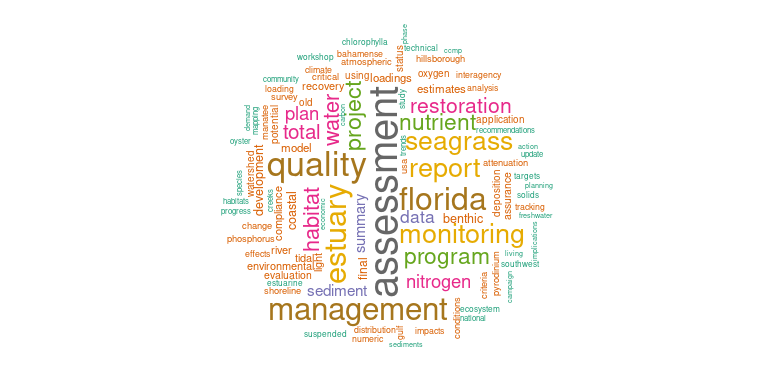 phase
chlorophylla
technical
ccmp
workshop
bahamense
status
hillsborough
atmospheric
climate
critical
using
loadings
oxygen
interagency
community
recovery
estimates
analysis
loading
survey
old
project
study
restoration
plan
water
carbon
assessment
demand
mapping
manatee
potential
total
nutrient
application
recommendations
oyster
model
trends
seagrass
action
update
quality
usa
report
attenuation
species
watershed
development
targets
planning
habitats
creeks
compliance
coastal
habitat
economic
estuary
summary
florida
deposition
assurance
solids
tracking
progress
data
benthic
freshwater
change
monitoring
implications
phosphorus
effects
river
tidal
light
final
program
living
southwest
environmental
evaluation
nitrogen
criteria
pyrodinium
campaign
estuarine
shoreline
sediment
management
conditions
ecosystem
national
suspended
distribution
gulf
impacts
numeric
sediments